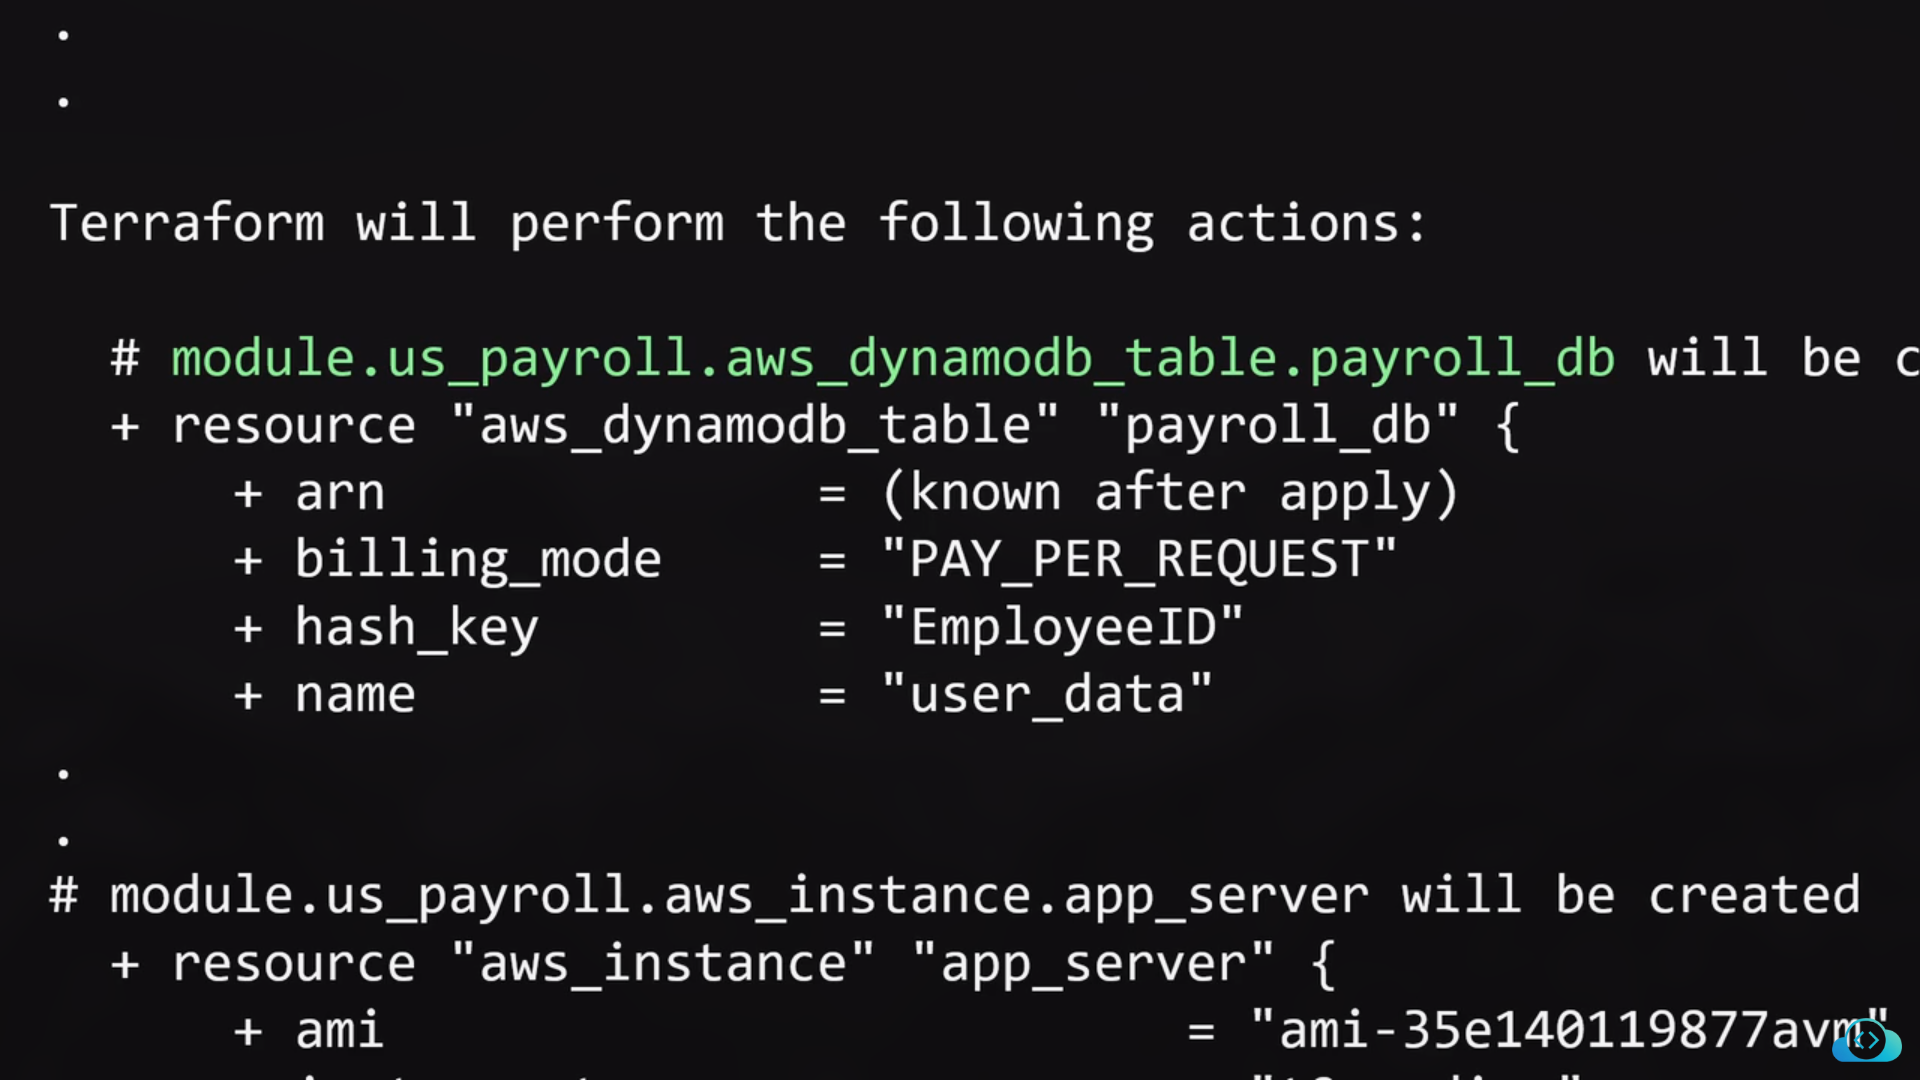 .
.
Terraform will perform the following actions:
# module.us_payroll.aws_dynamodb_table.payroll_db will be c
+ resource "aws_dynamodb_table" "payroll_db" {
+ arn = (known after apply)
+ billing_mode = "PAY_PER_REQUEST"
+ hash_key = "EmployeeID"
+ name = "user_data"
.
.
# module.us_payroll.aws_instance.app_server will be created
+ resource "aws_instance" "app_server" {
+ ami = "ami-35e140119877avm"